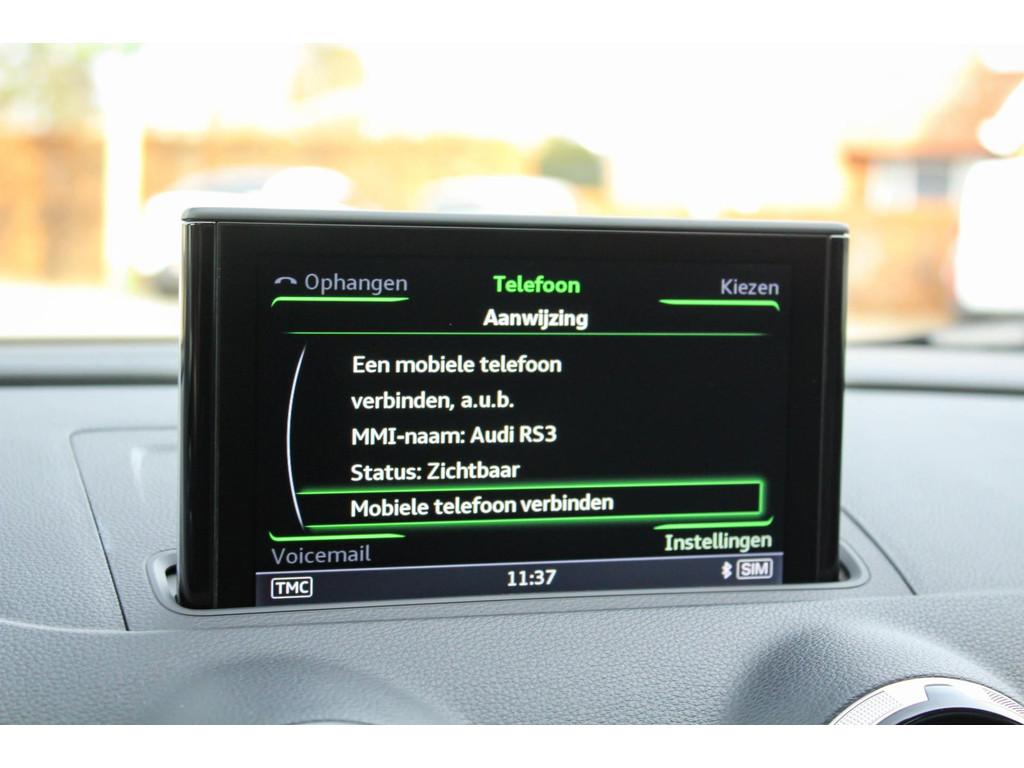 Ophangen
Telefoon
Kiezen
Aanwijzing
Een mobiele telefoon
verbinden, a.u.b.
MMI-naam: Audi RS3
Status: Zichtbaar
Mobiele telefoon verbinden
Voicemail
Instellingen
TMC
11:37
SIM